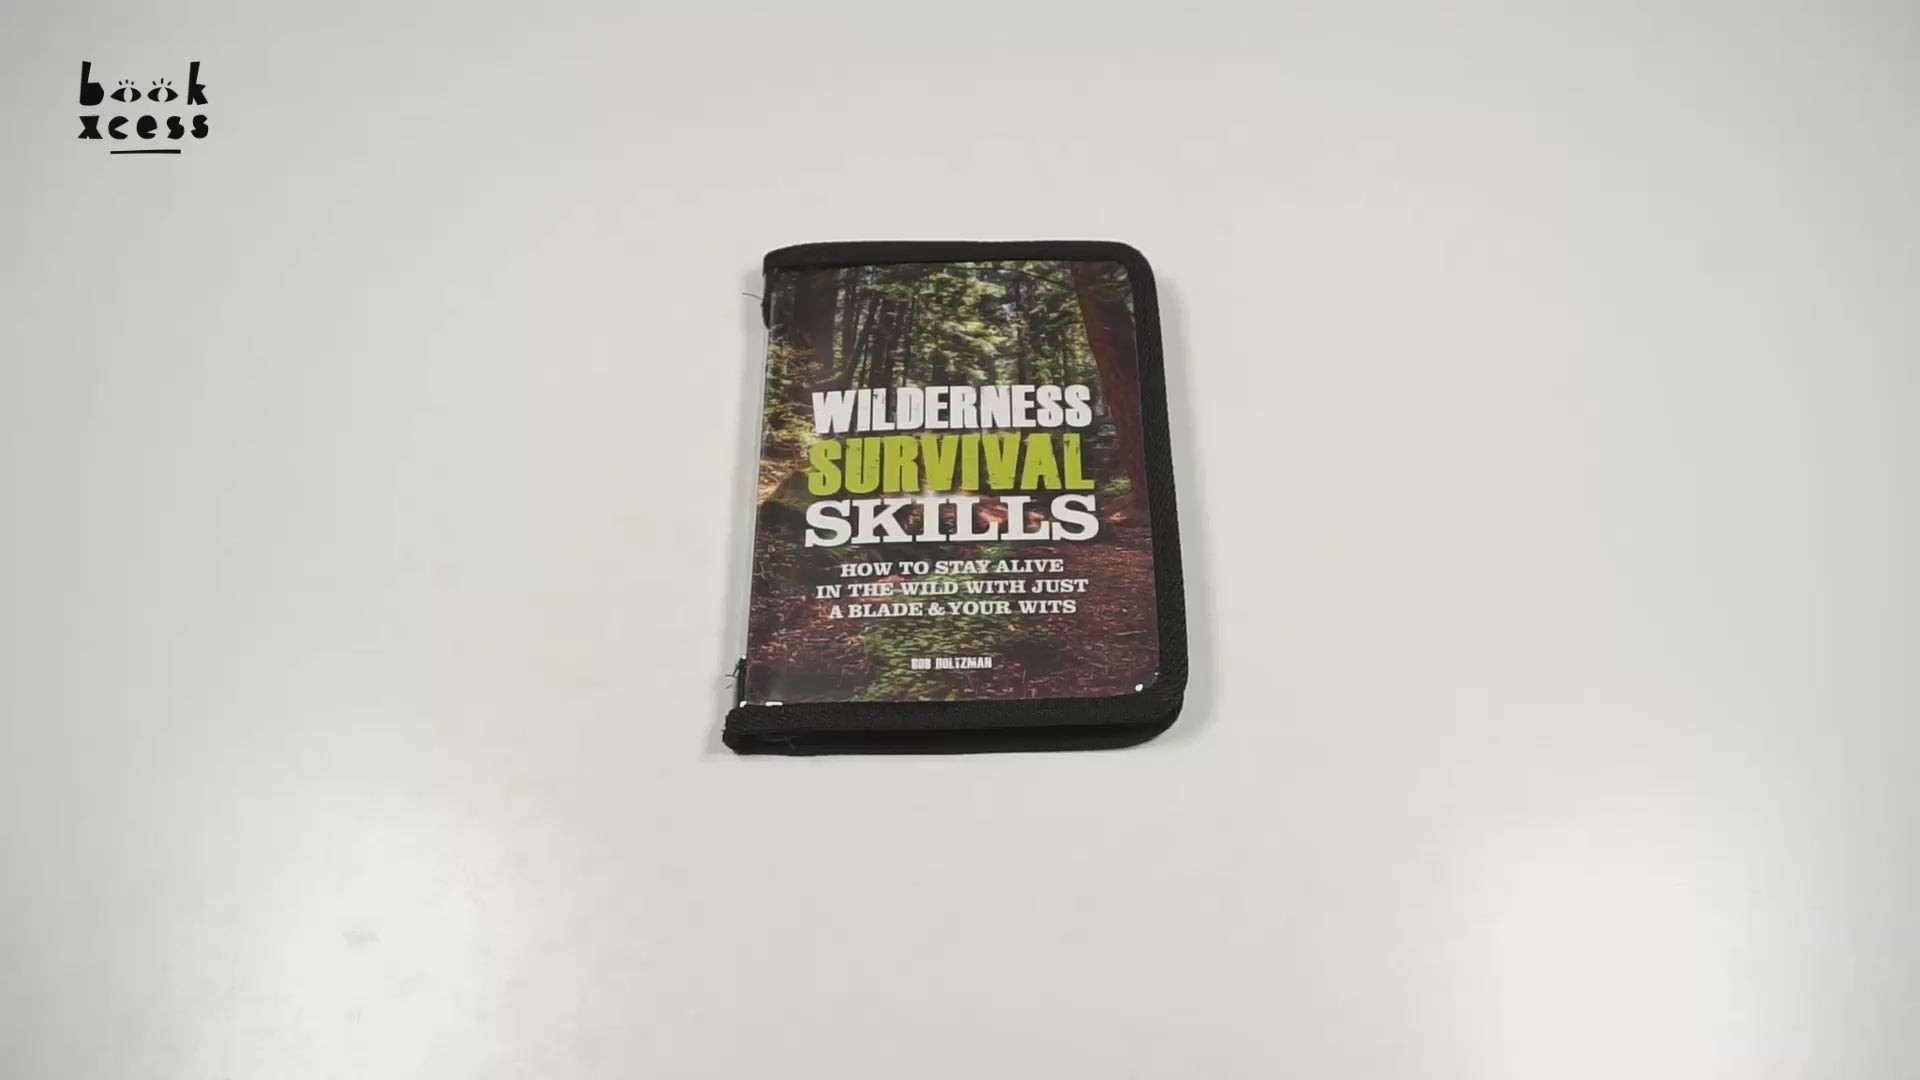 book
xcess
WILDERNESS
SURVIVAL
SKILLS
HOW TO STAY ALIVE
IN THE WILD WITH JUST
A BLADE & YOUR WITS
BOB HOLTZMAN